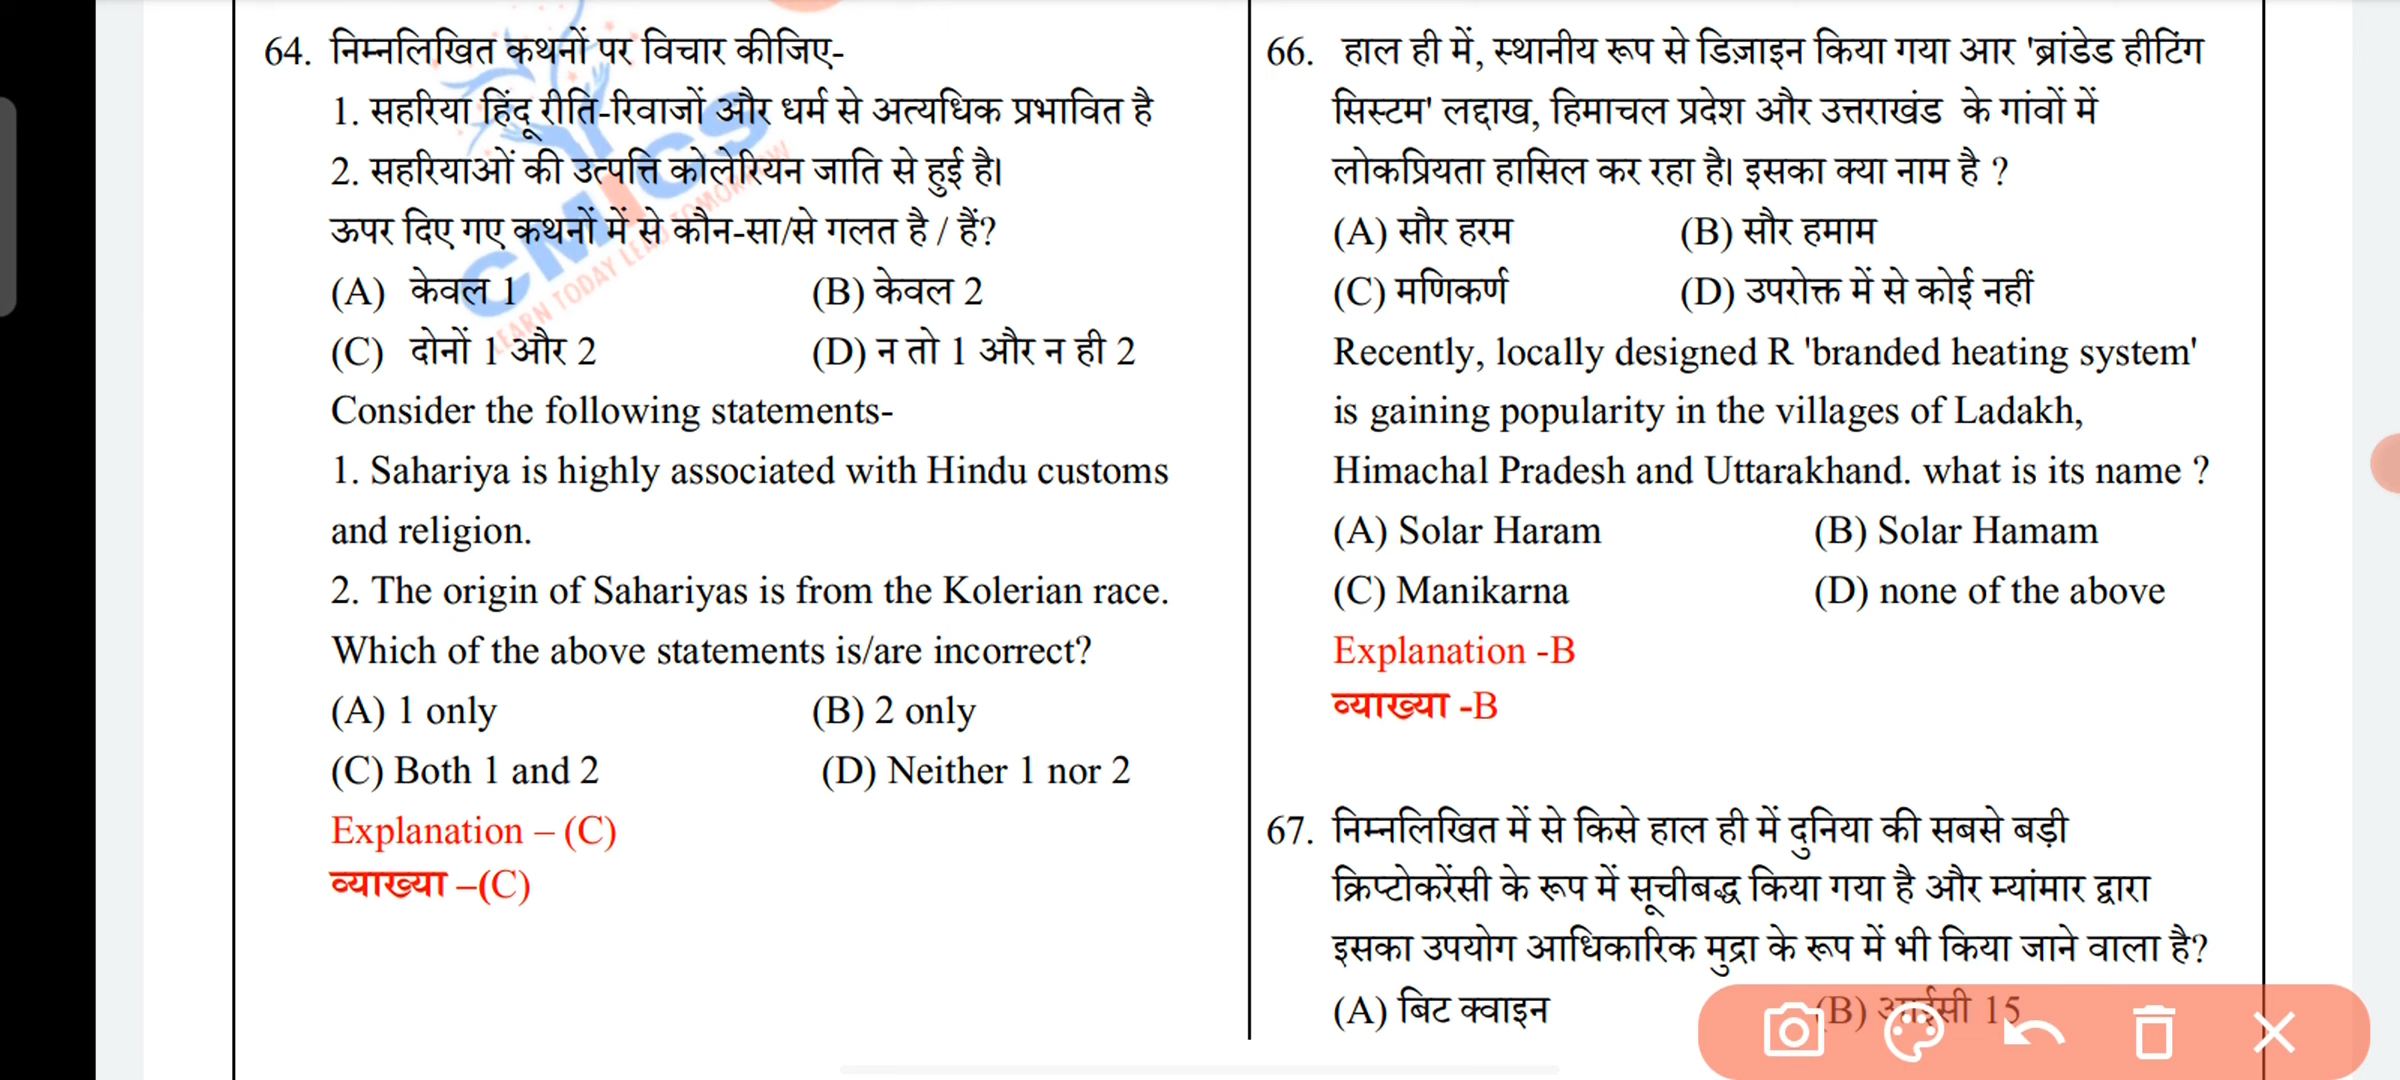 64. निम्नलिखित कथनों पर विचार कीजिए-
1. सहरिया हिंदू रीति-रिवाजों और धर्म से अत्यधिक प्रभावित है
2. सहरियाओं की उत्पत्ति कोलेरियन जाति से हुई है।
ऊपर दिए गए कथनों में से कौन-सा/से गलत है / हैं?
(A) केवल 1 (B) केवल 2
(C) दोनों 1 और 2 (D) न तो 1 और न ही 2
Consider the following statements-
1. Sahariya is highly associated with Hindu customs
and religion.
2. The origin of Sahariyas is from the Kolerian race.
Which of the above statements is/are incorrect?
(A) 1 only (B) 2 only
(C) Both 1 and 2 (D) Neither 1 nor 2
Explanation – (C)
व्याख्या –(C)
CMICS
LEARN TODAY LEAD TOMORROW
66. हाल ही में, स्थानीय रूप से डिज़ाइन किया गया आर 'ब्रांडेड हीटिंग
सिस्टम' लद्दाख, हिमाचल प्रदेश और उत्तराखंड के गांवों में
लोकप्रियता हासिल कर रहा है। इसका क्या नाम है ?
(A) सौर हरम (B) सौर हमाम
(C) मणिकर्ण (D) उपरोक्त में से कोई नहीं
Recently, locally designed R 'branded heating system'
is gaining popularity in the villages of Ladakh,
Himachal Pradesh and Uttarakhand. what is its name ?
(A) Solar Haram (B) Solar Hamam
(C) Manikarna (D) none of the above
Explanation -B
व्याख्या -B
67. निम्नलिखित में से किसे हाल ही में दुनिया की सबसे बड़ी
क्रिप्टोकरेंसी के रूप में सूचीबद्ध किया गया है और म्यांमार द्वारा
इसका उपयोग आधिकारिक मुद्रा के रूप में भी किया जाने वाला है?
(A) बिट क्वाइन (B) आईसी 15